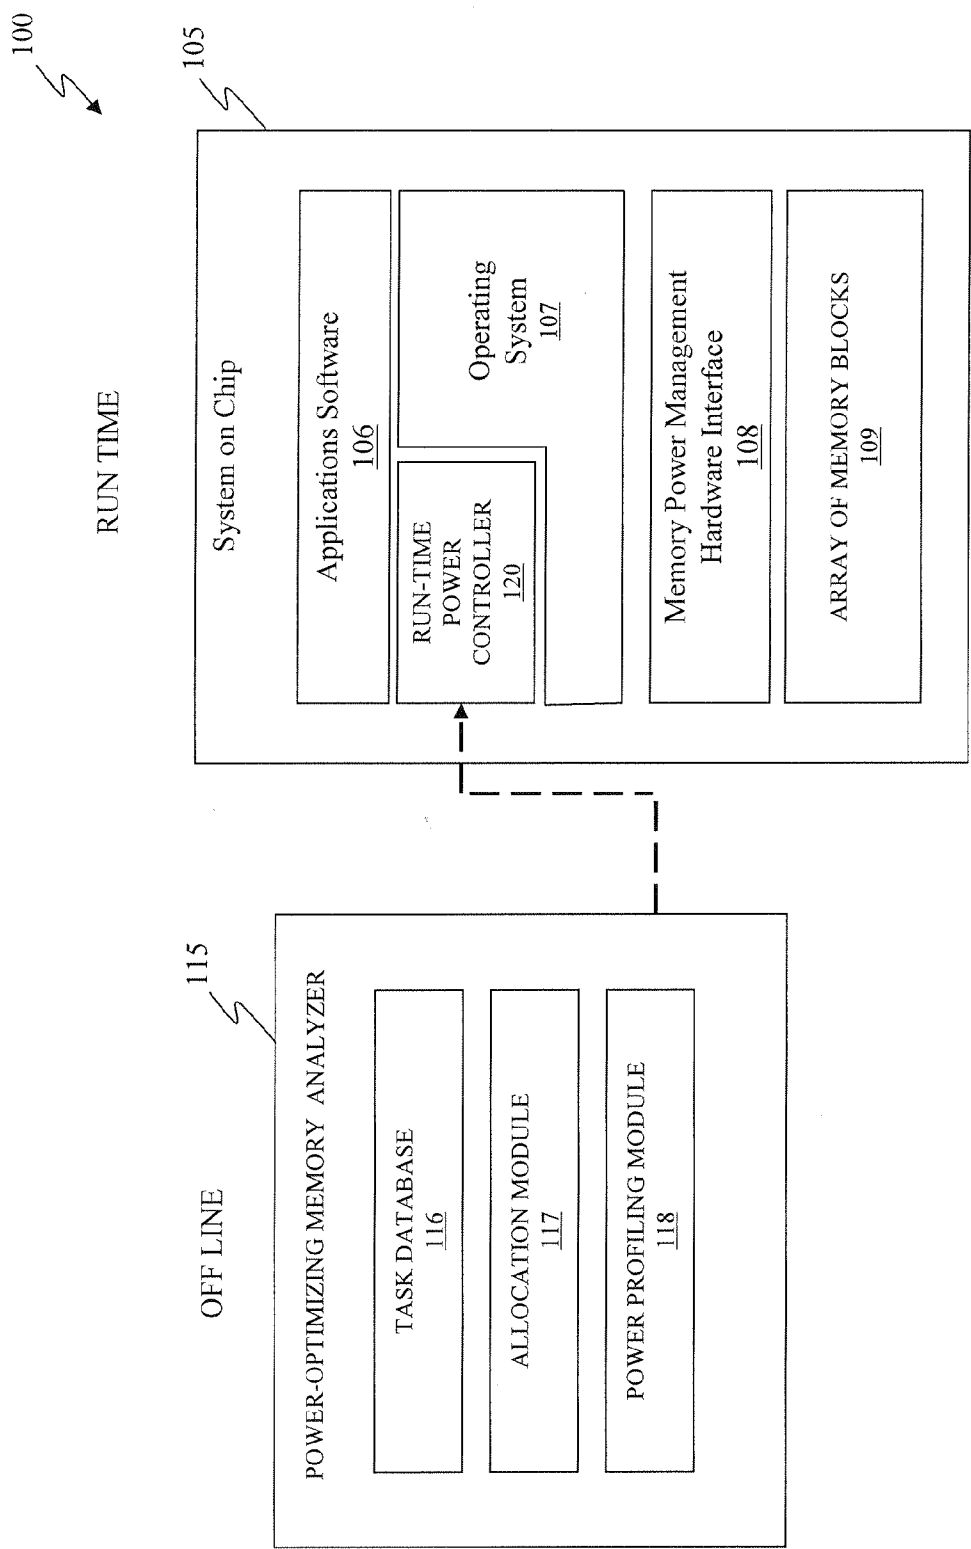 100
OFF LINE
RUN TIME
115
POWER-OPTIMIZING MEMORY ANALYZER
TASK DATABASE
116
ALLOCATION MODULE
117
POWER PROFILING MODULE
118
105
System on Chip
Applications Software
106
RUN-TIME
POWER
CONTROLLER
120
Operating
System
107
Memory Power Management
Hardware Interface
108
ARRAY OF MEMORY BLOCKS
109